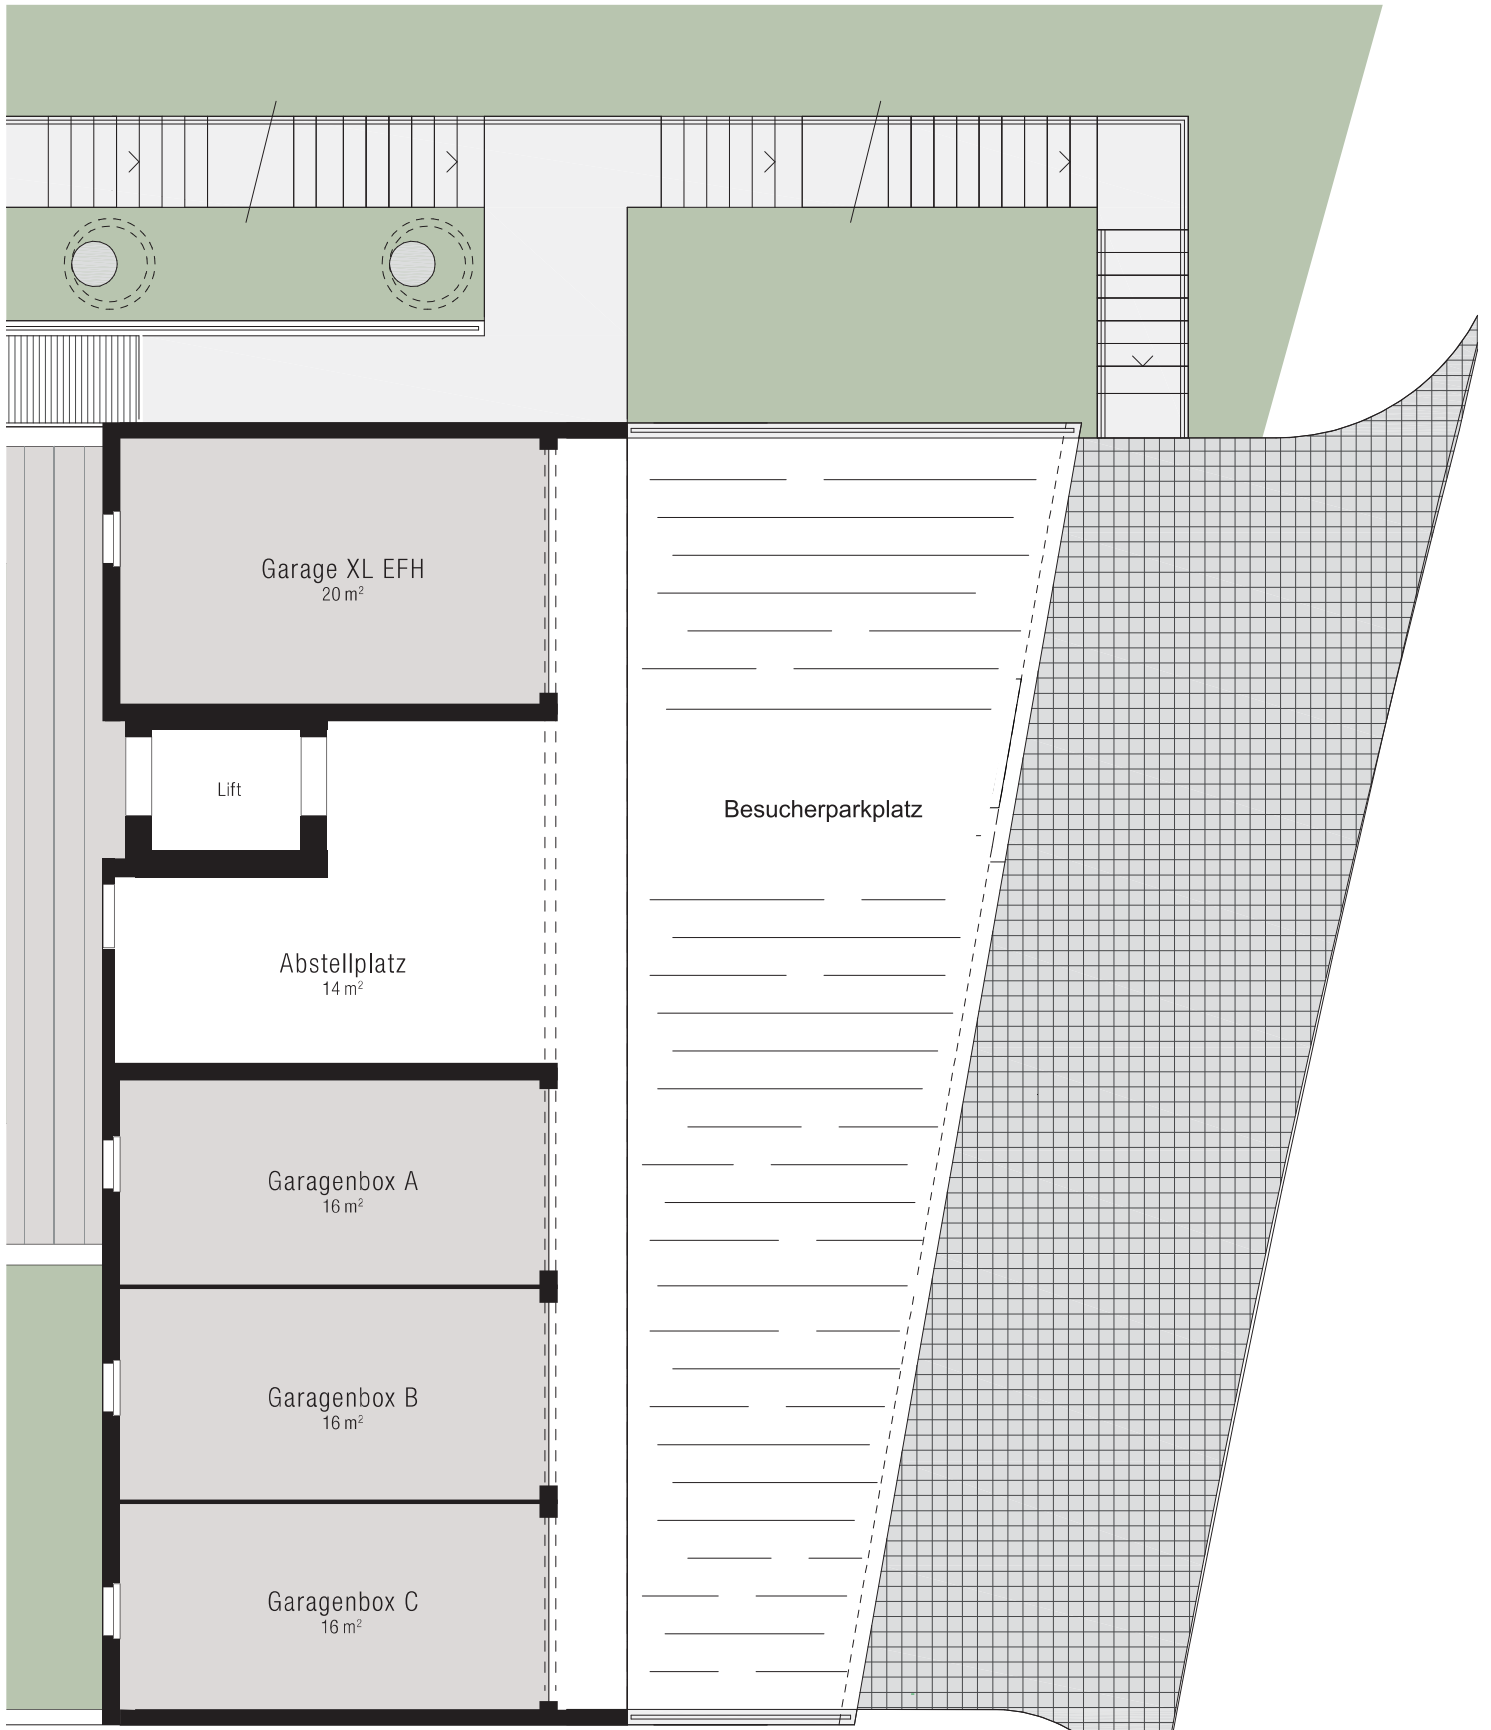 Garage XL EFH
20 m²
Lift
Besucherparkplatz
Abstellplatz
14 m²
Garagenbox A
16 m²
Garagenbox B
16 m²
Garagenbox C
16 m²